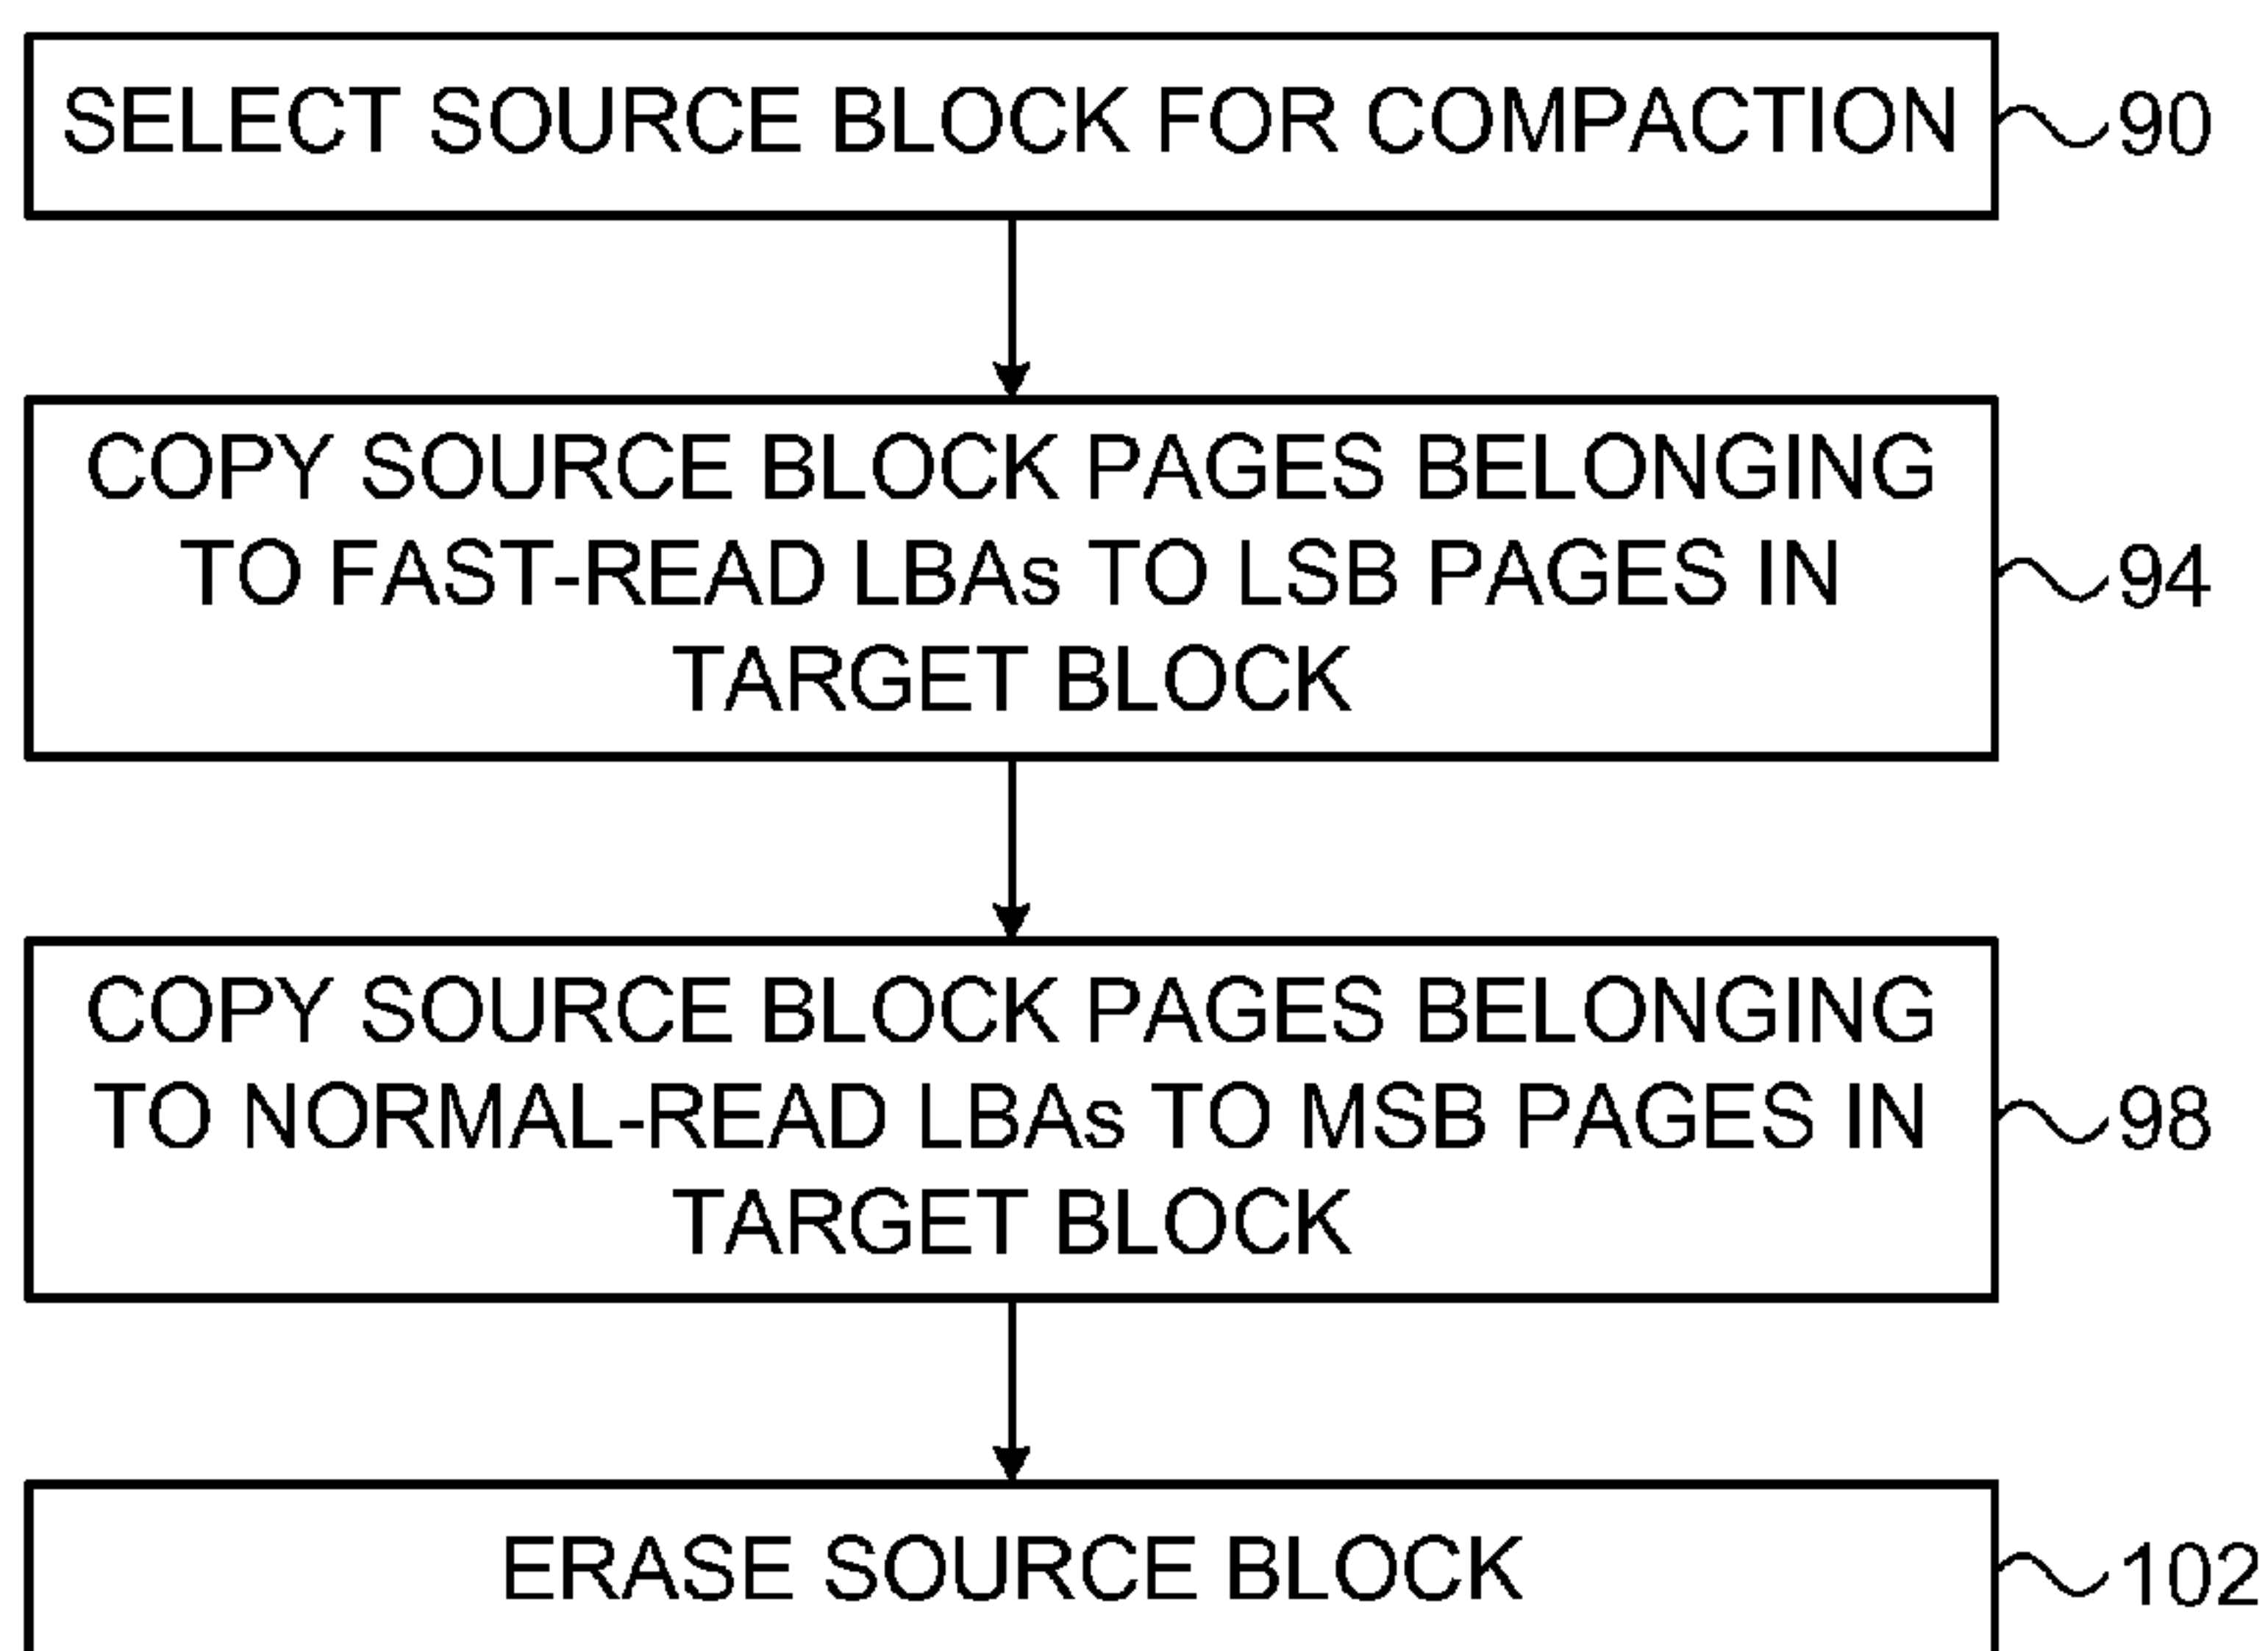 SELECT SOURCE BLOCK FOR COMPACTION
90
COPY SOURCE BLOCK PAGES BELONGING
TO FAST-READ LBAs TO LSB PAGES IN
94
TARGET BLOCK
COPY SOURCE BLOCK PAGES BELONGING
TO NORMAL-READ LBAs TO MSB PAGES IN
98
TARGET BLOCK
ERASE SOURCE BLOCK
102